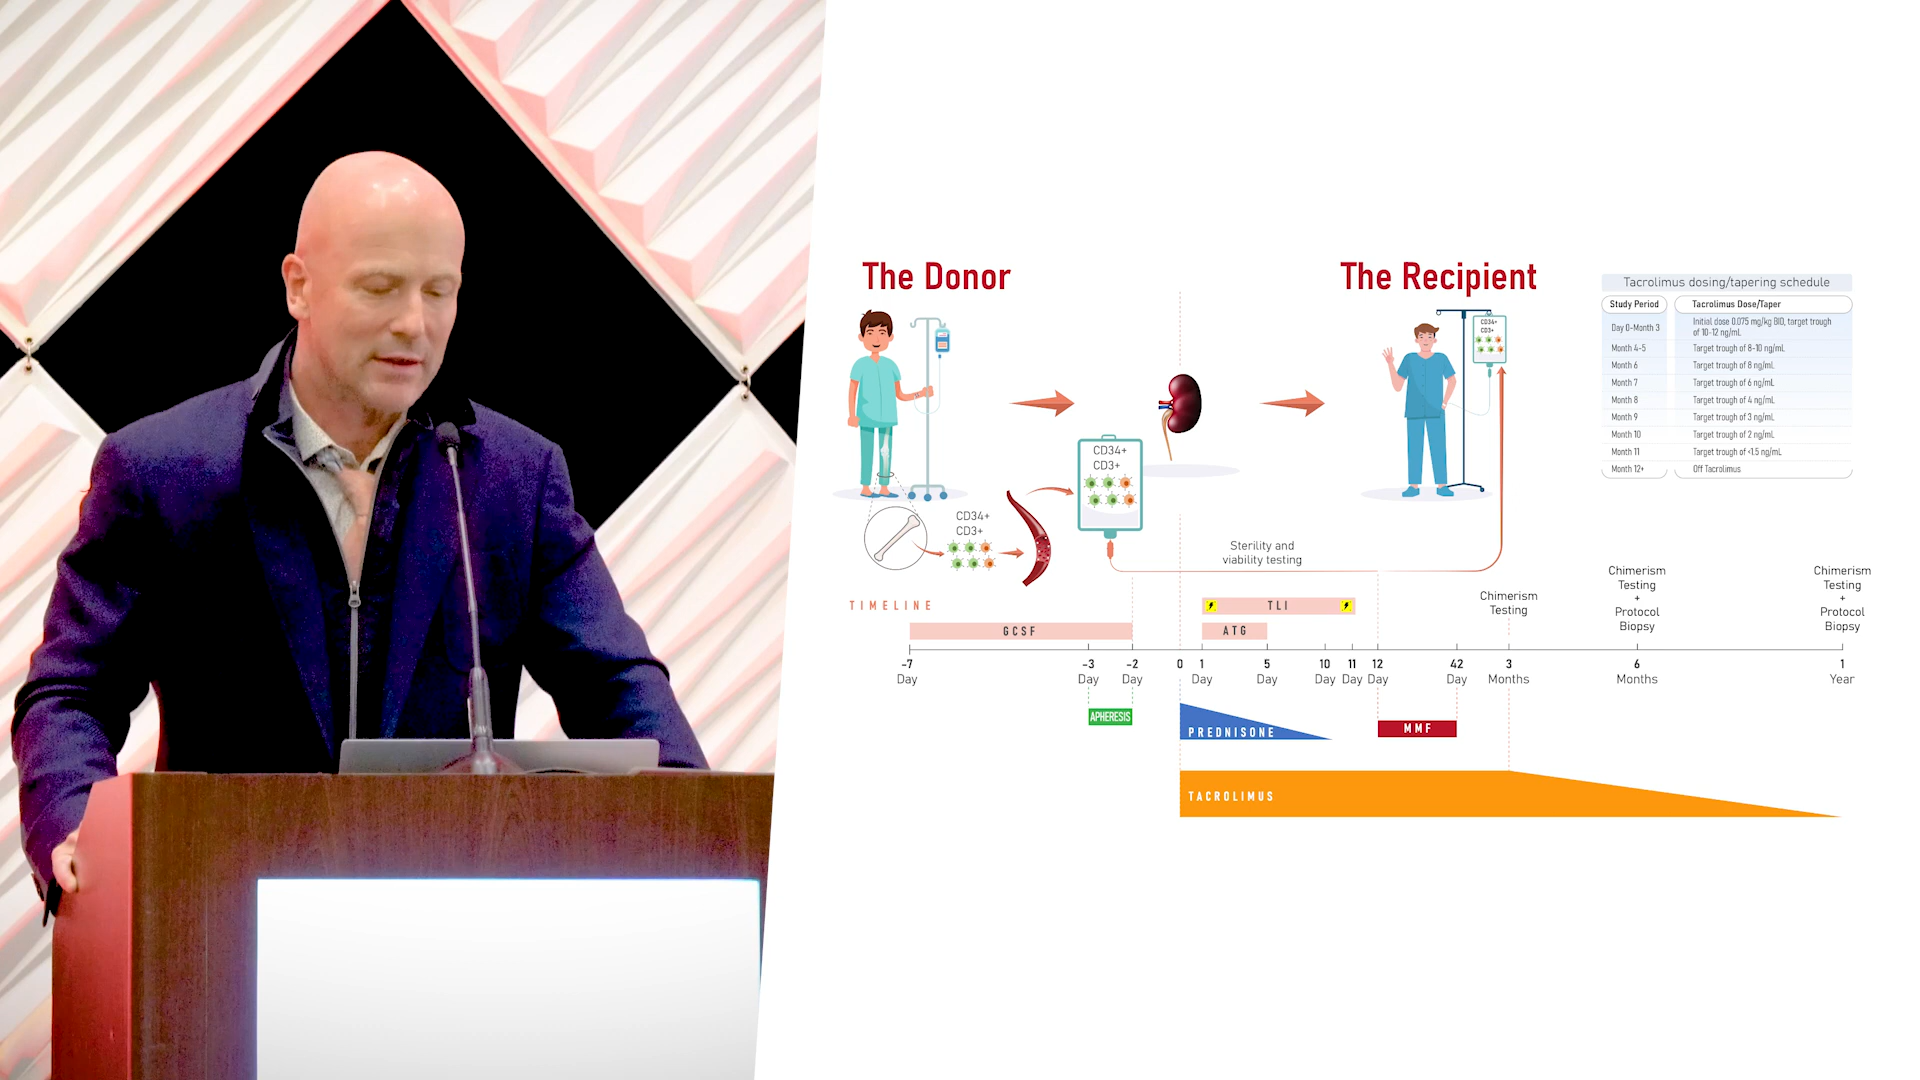 The Donor
The Recipient
CD34+
CD3+
CD34+
CD3+
CD34+
CD3+
Sterility and
viability testing
Tacrolimus dosing/tapering schedule
Study Period Tacrolimus Dose/Taper
Day 0-Month 3 Initial dose 0.075 mg/kg BID, target trough
of 10-12 ng/mL
Month 4-5 Target trough of 8-10 ng/mL
Month 6 Target trough of 8 ng/mL
Month 7 Target trough of 6 ng/mL
Month 8 Target trough of 4 ng/mL
Month 9 Target trough of 3 ng/mL
Month 10 Target trough of 2 ng/mL
Month 11 Target trough of <1.5 ng/mL
Month 12+ Off Tacrolimus
TIMELINE
GCSF
TLI
ATG
Chimerism
Testing
Chimerism
Testing
+
Protocol
Biopsy
Chimerism
Testing
+
Protocol
Biopsy
-7 -3 -2 0 1 5 10 11 12 42 3 6 1
Day Day Day Day Day Day Day Day Day Months Months Year
APHERESIS
PREDNISONE
MMF
TACROLIMUS